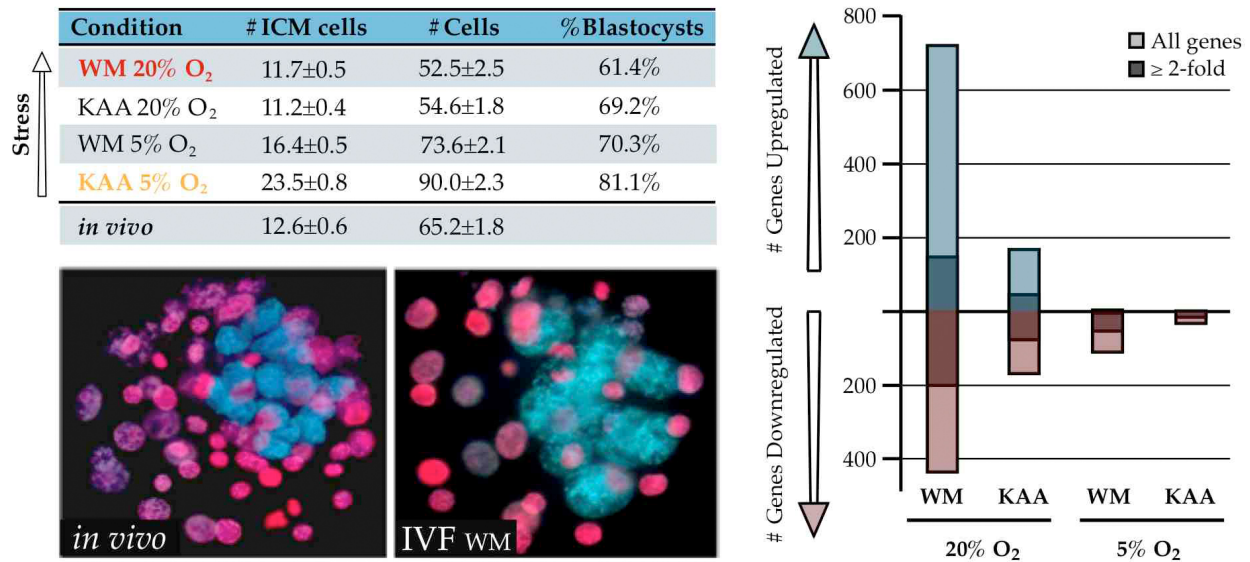 Condition # ICM cells # Cells %Blastocysts
WM 20% O₂ 11.7±0.5 52.5±2.5 61.4%
KAA 20% O₂ 11.2±0.4 54.6±1.8 69.2%
WM 5% O₂ 16.4±0.5 73.6±2.1 70.3%
KAA 5% O₂ 23.5±0.8 90.0±2.3 81.1%
in vivo 12.6±0.6 65.2±1.8
Stress
in vivo
IVF WM
# Genes Upregulated
# Genes Downregulated
800
600
400
200
200
400
All genes
≥ 2-fold
WM KAA WM KAA
20% O₂ 5% O₂